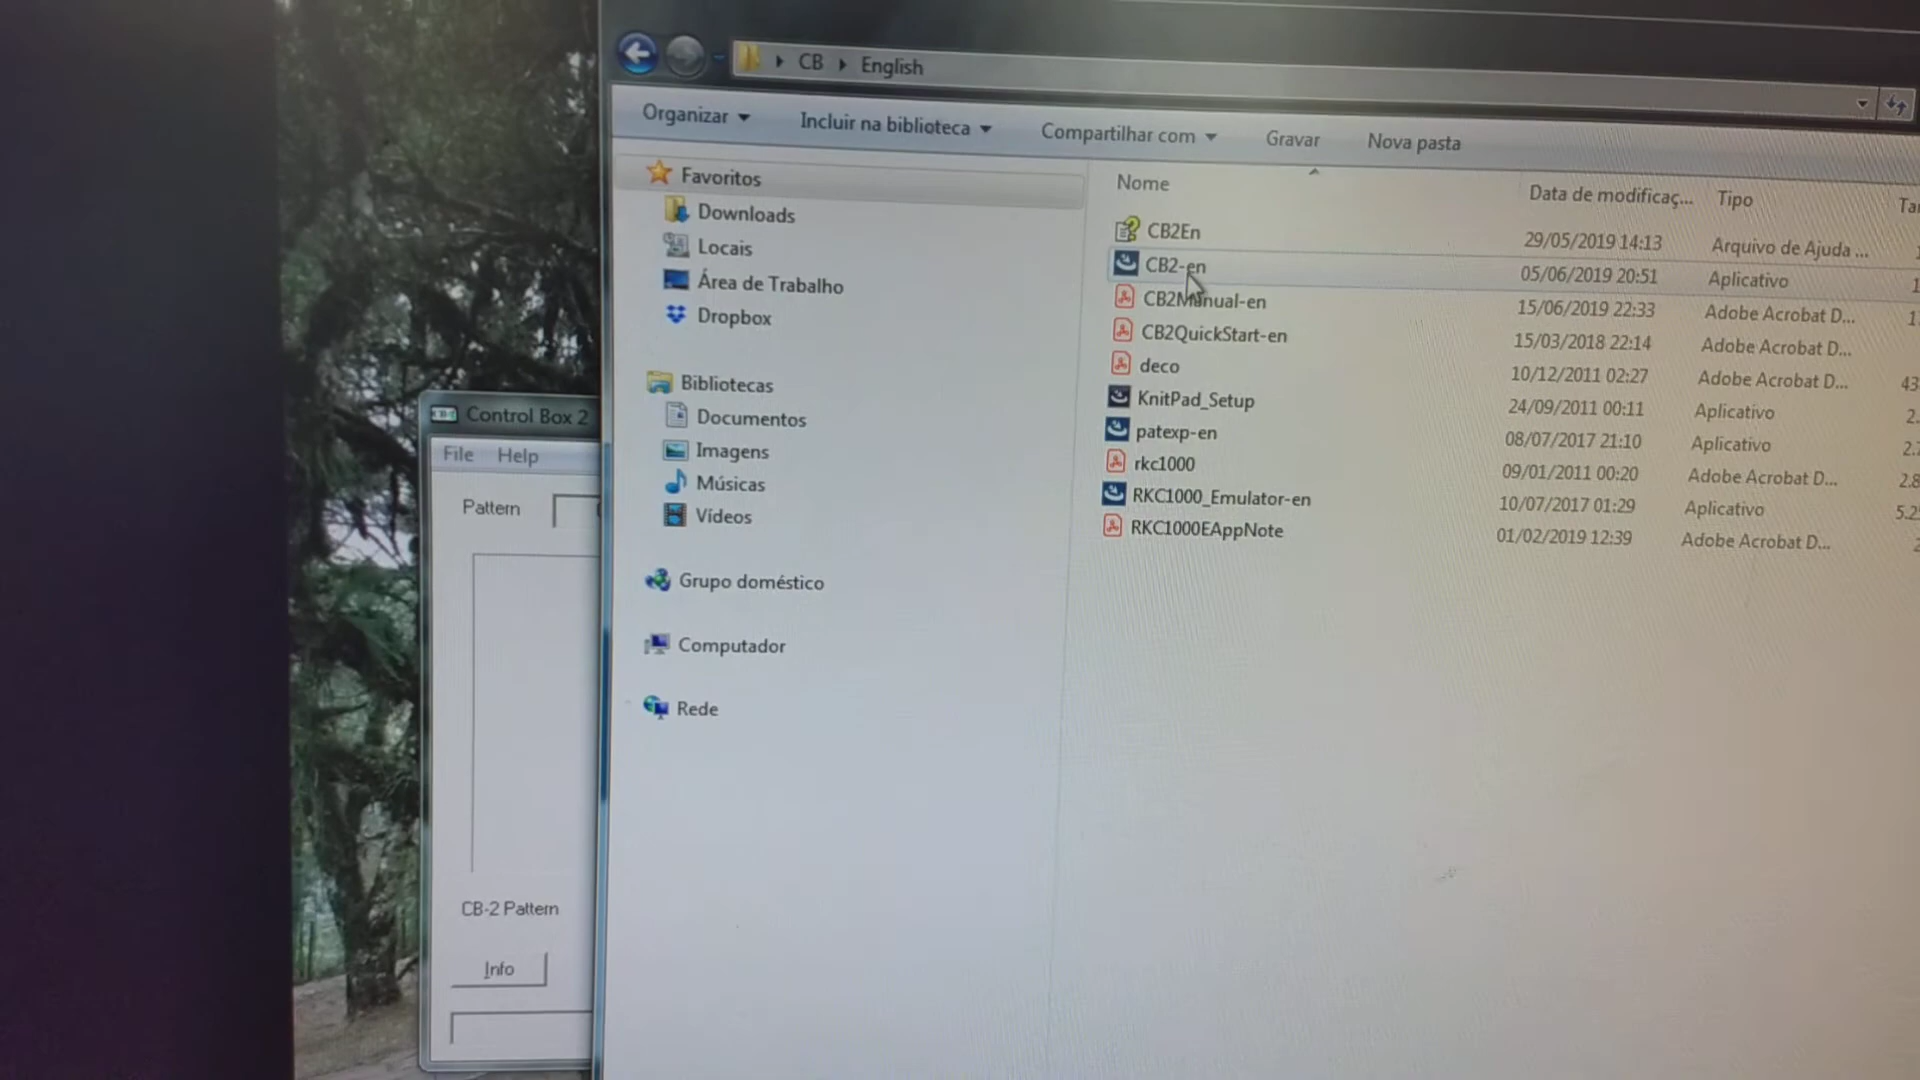 CB English
Organizar Incluir na biblioteca Compartilhar com Gravar Nova pasta
Favoritos
Downloads
Locais
Área de Trabalho
Dropbox
Bibliotecas
Documentos
Imagens
Músicas
Vídeos
Grupo doméstico
Computador
Rede
Nome Data de modificaç... Tipo
CB2En 29/05/2019 14:13 Arquivo de Ajuda ...
CB2-en 05/06/2019 20:51 Aplicativo
CB2Manual-en 15/06/2019 22:33 Adobe Acrobat D...
CB2QuickStart-en 15/03/2018 22:14 Adobe Acrobat D...
deco 10/12/2011 02:27 Adobe Acrobat D...
KnitPad_Setup 24/09/2011 00:11 Aplicativo
patexp-en 08/07/2017 21:10 Aplicativo
rkc1000 09/01/2011 00:20 Adobe Acrobat D...
RKC1000_Emulator-en 10/07/2017 01:29 Aplicativo
RKC1000EAppNote 01/02/2019 12:39 Adobe Acrobat D...
Control Box 2
File Help
Pattern
CB-2 Pattern
Info